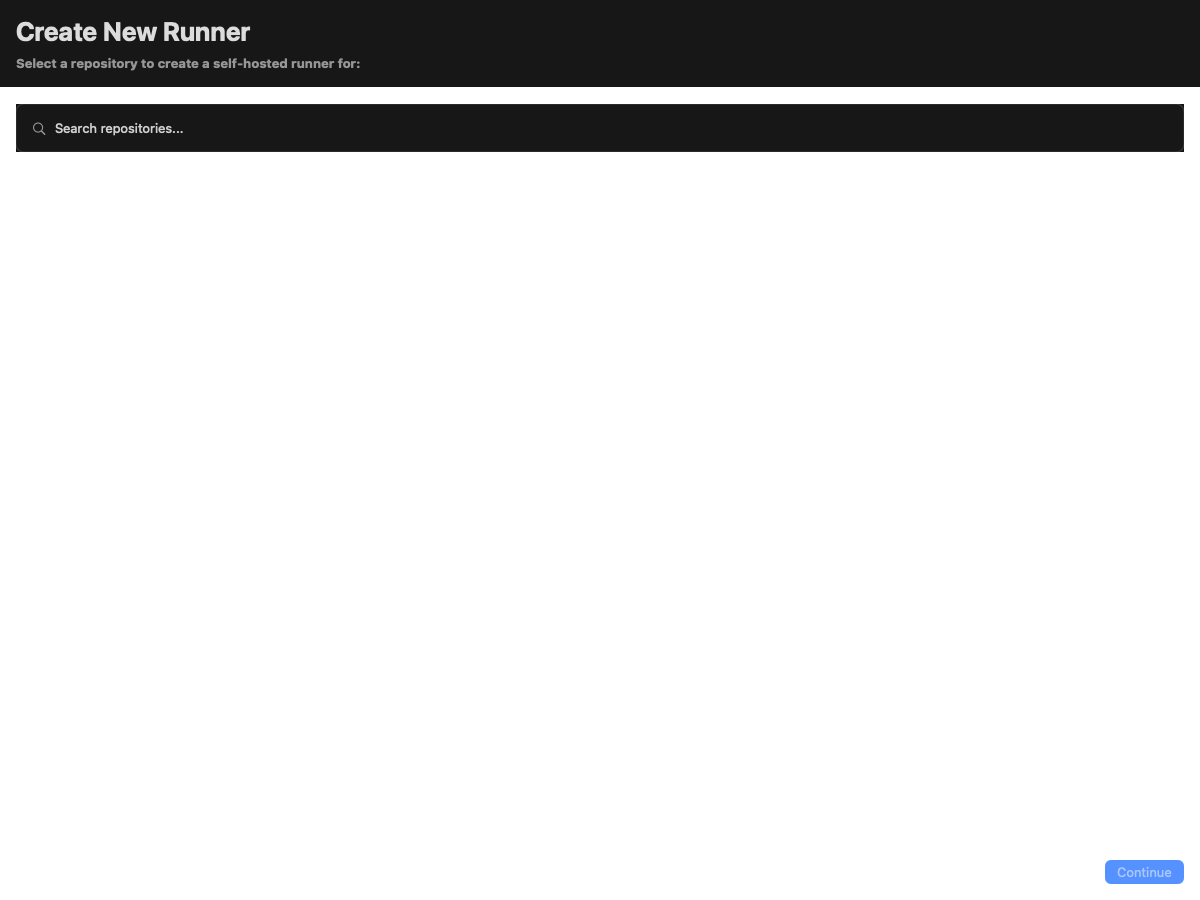 Create New Runner
Select a repository to create a self-hosted runner for:
Search repositories...
Continue